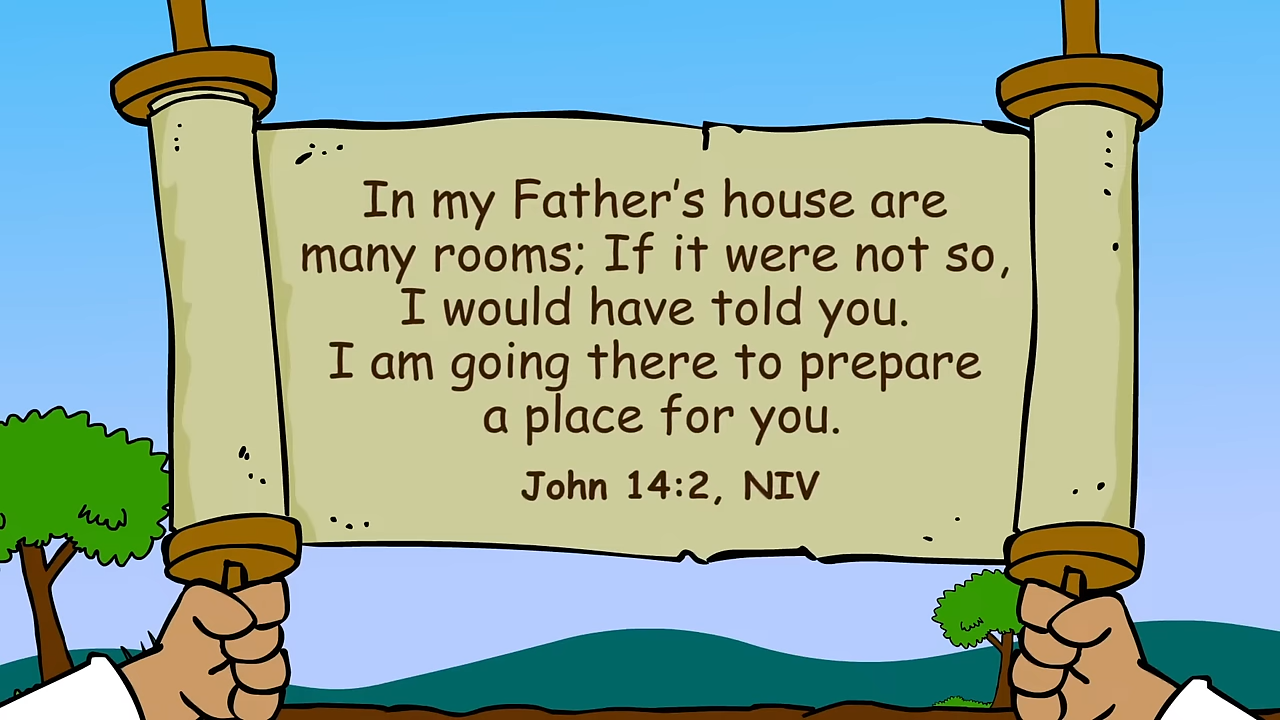 In my Father’s house are
many rooms; If it were not so,
I would have told you.
I am going there to prepare
a place for you.
John 14:2, NIV